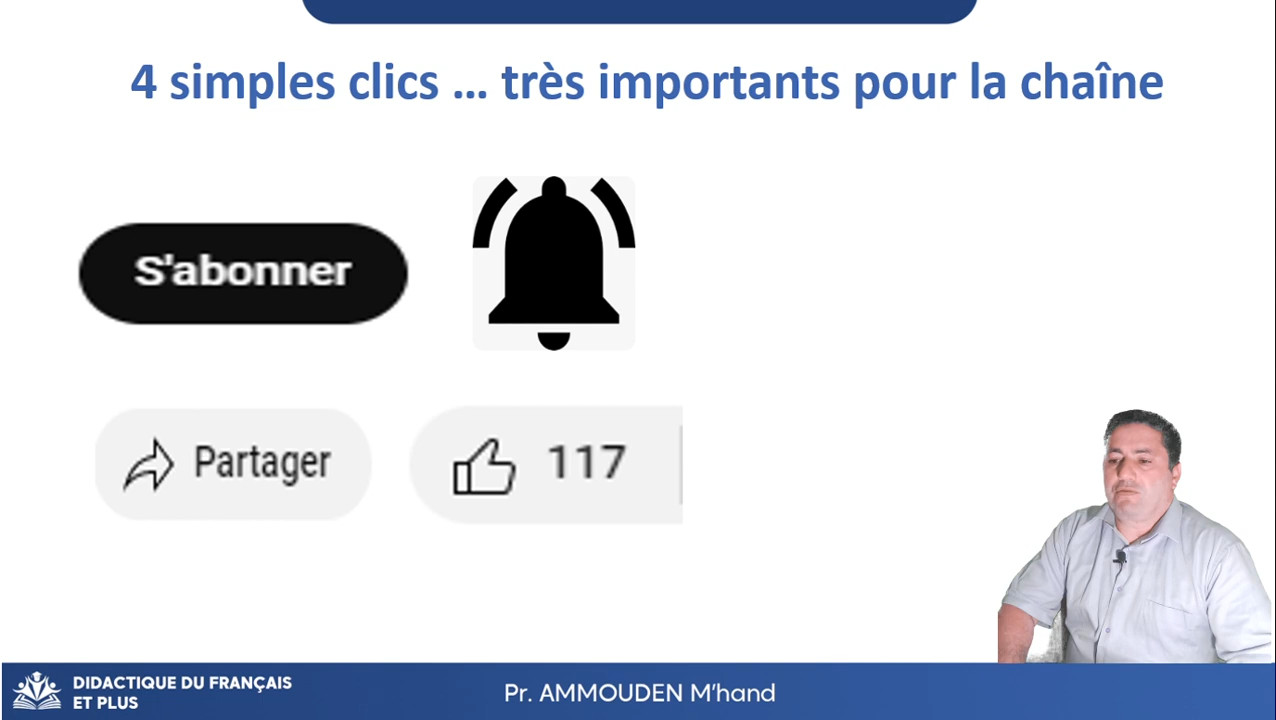 4 simples clics ... très importants pour la chaîne
S'abonner
Partager
117
DIDACTIQUE DU FRANÇAIS
ET PLUS
Pr. AMMOUDEN M'hand